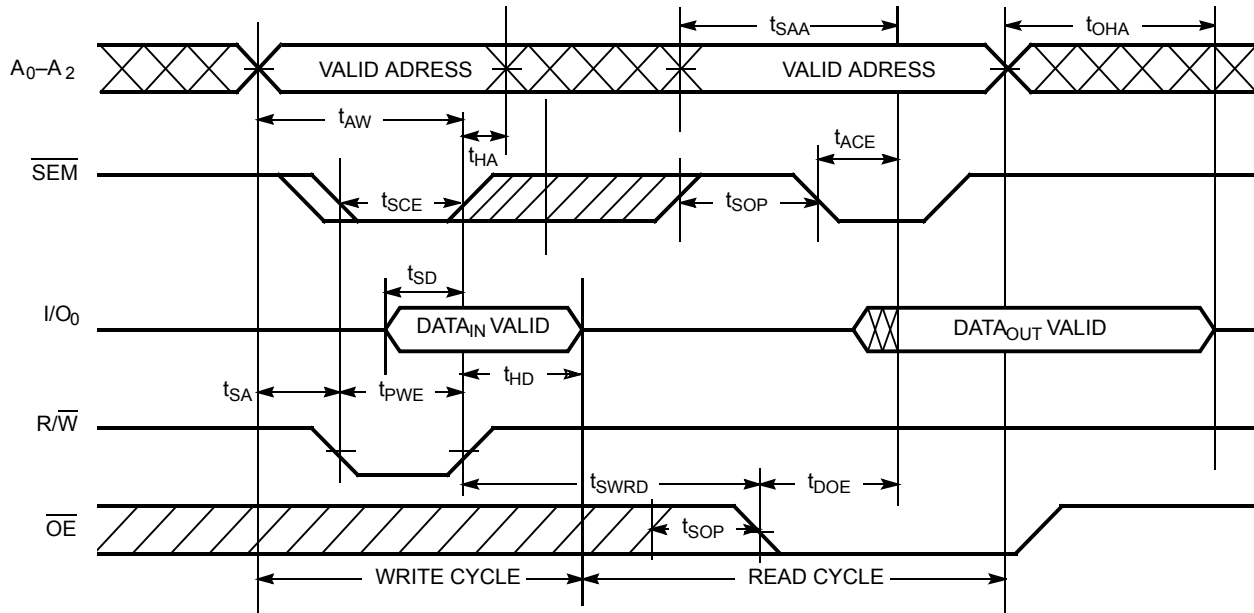 tSAA
tOHA
A0–A2
VALID ADRESS
VALID ADRESS
tAW
tHA
tACE
SEM
tSCE
tSOP
tSD
I/O0
DATAIN VALID
DATAOUT VALID
tSA
tPWE
tHD
R/W
tSWRD
tDOE
OE
tSOP
WRITE CYCLE
READ CYCLE